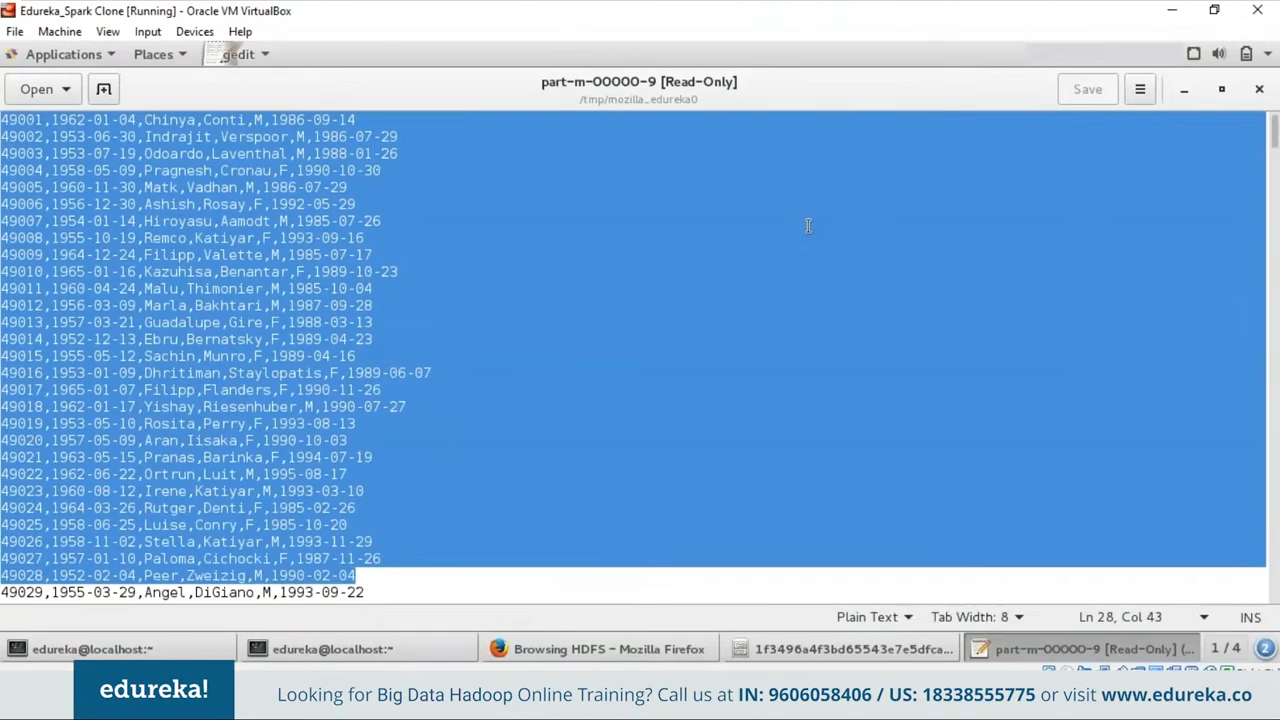 Edureka_Spark Clone [Running] - Oracle VM VirtualBox
File Machine View Input Devices Help
Applications Places gedit
Open part-m-00000-9 [Read-Only] Save
/tmp/mozilla_edureka0
49001,1962-01-04,Chinya,Conti,M,1986-09-14
49002,1953-06-30,Indrajit,Verspoor,M,1986-07-29
49003,1953-07-19,Odoardo,Laventhal,M,1988-01-26
49004,1958-05-09,Pragnesh,Cronau,F,1990-10-30
49005,1960-11-30,Matk,Vadhan,M,1986-07-29
49006,1956-12-30,Ashish,Rosay,F,1992-05-29
49007,1954-01-14,Hiroyasu,Aamodt,M,1985-07-26
49008,1955-10-19,Remco,Katiyar,F,1993-09-16
49009,1964-12-24,Filipp,Valette,M,1985-07-17
49010,1965-01-16,Kazuhisa,Benantar,F,1989-10-23
49011,1960-04-24,Malu,Thimonier,M,1985-10-04
49012,1956-03-09,Marla,Bakhtari,M,1987-09-28
49013,1957-03-21,Guadalupe,Gire,F,1988-03-13
49014,1952-12-13,Ebru,Bernatsky,F,1989-04-23
49015,1955-05-12,Sachin,Munro,F,1989-04-16
49016,1953-01-09,Dhritiman,Staylopatis,F,1989-06-07
49017,1965-01-07,Filipp,Flanders,F,1990-11-26
49018,1962-01-17,Yishay,Riesenhuber,M,1990-07-27
49019,1953-05-10,Rosita,Perry,F,1993-08-13
49020,1957-05-09,Aran,Iisaka,F,1990-10-03
49021,1963-05-15,Pranas,Barinka,F,1994-07-19
49022,1962-06-22,Ortrun,Luit,M,1995-08-17
49023,1960-08-12,Irene,Katiyar,M,1993-03-10
49024,1964-03-26,Rutger,Denti,F,1985-02-26
49025,1958-06-25,Luise,Conry,F,1985-10-20
49026,1958-11-02,Stella,Katiyar,M,1993-11-29
49027,1957-01-10,Paloma,Cichocki,F,1987-11-26
49028,1952-02-04,Peer,Zweizig,M,1990-02-04
49029,1955-03-29,Angel,DiGiano,M,1993-09-22
Plain Text Tab Width: 8 Ln 28, Col 43 INS
edureka@localhost:~ edureka@localhost:~ Browsing HDFS - Mozilla Firefox 1f3496a4f3bd65543e7e5dfca... part-m-00000-9 [Read-Only] (... 1 / 4 2
edureka! Looking for Big Data Hadoop Online Training? Call us at IN: 9606058406 / US: 18338555775 or visit www.edureka.co